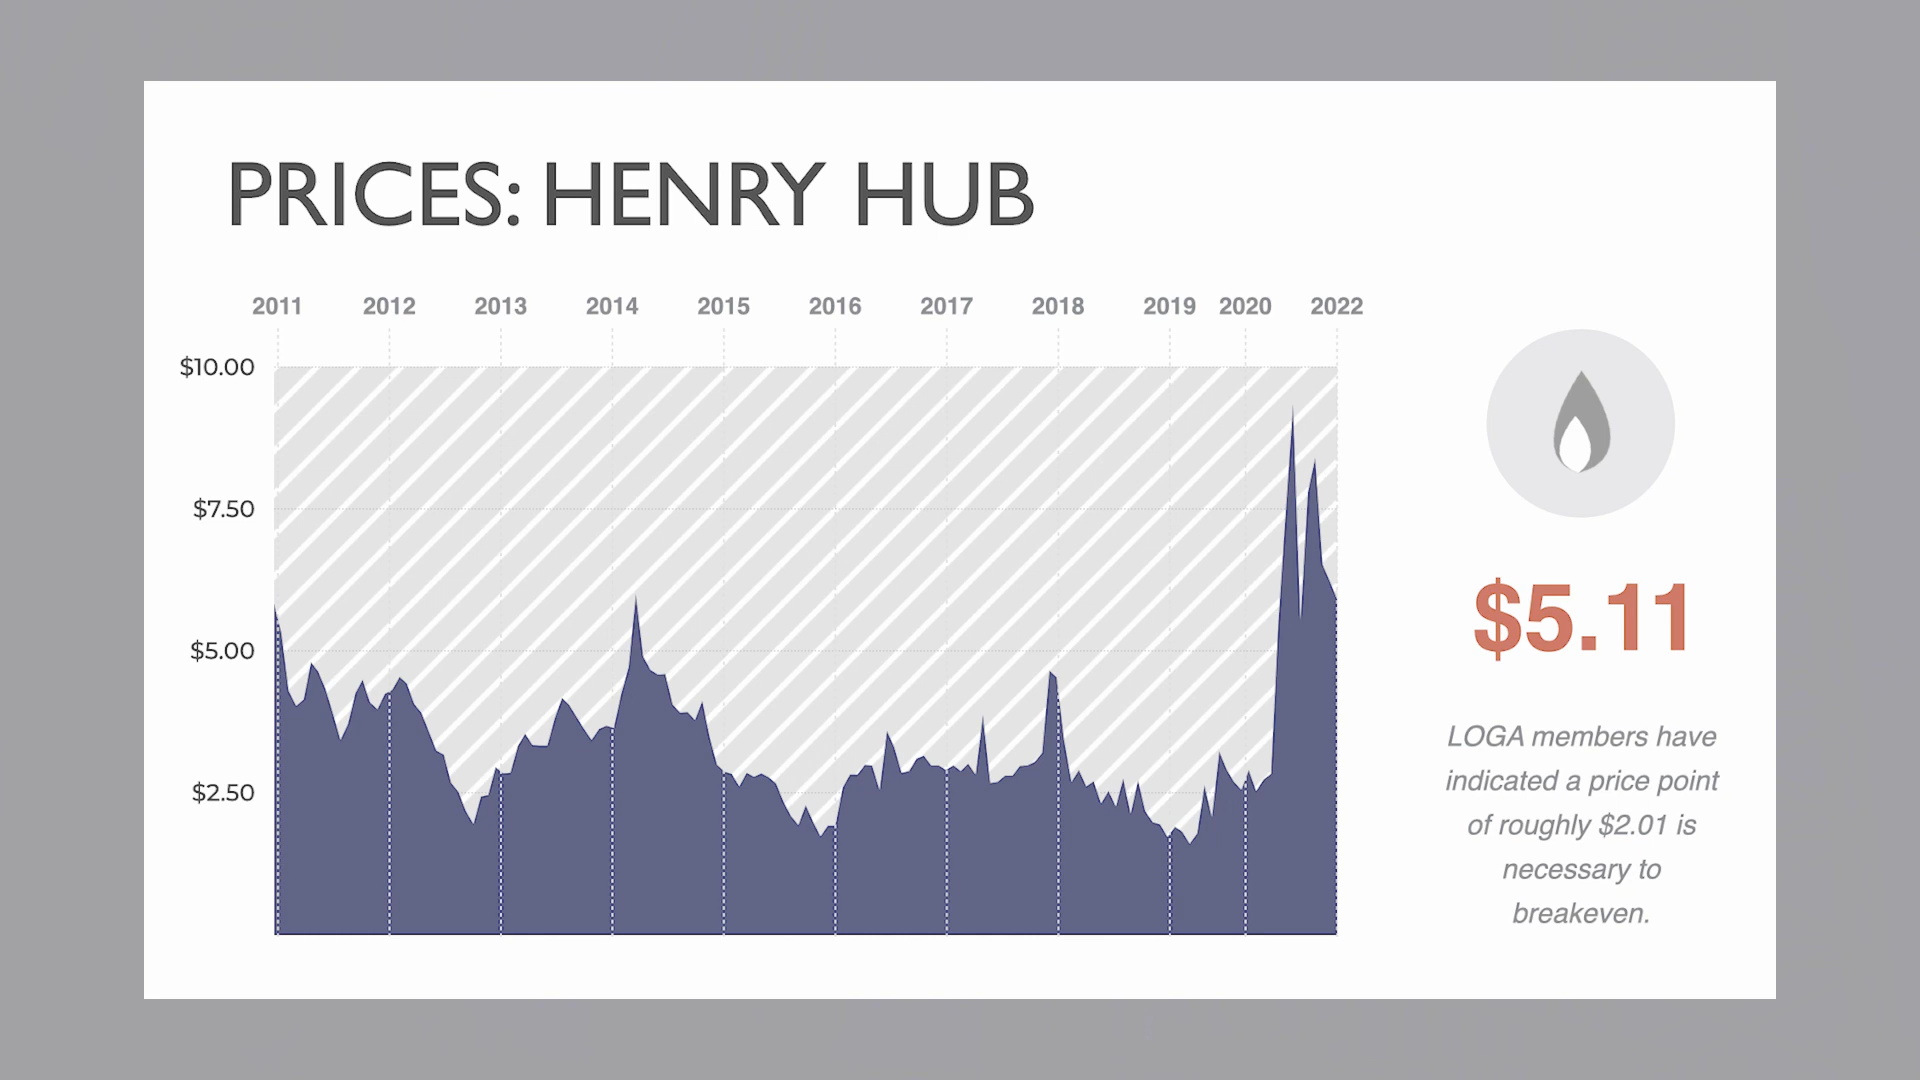 PRICES: HENRY HUB
2011 2012 2013 2014 2015 2016 2017 2018 2019 2020 2022
$10.00
$7.50
$5.00
$2.50
$5.11
LOGA members have
indicated a price point
of roughly $2.01 is
necessary to
breakeven.